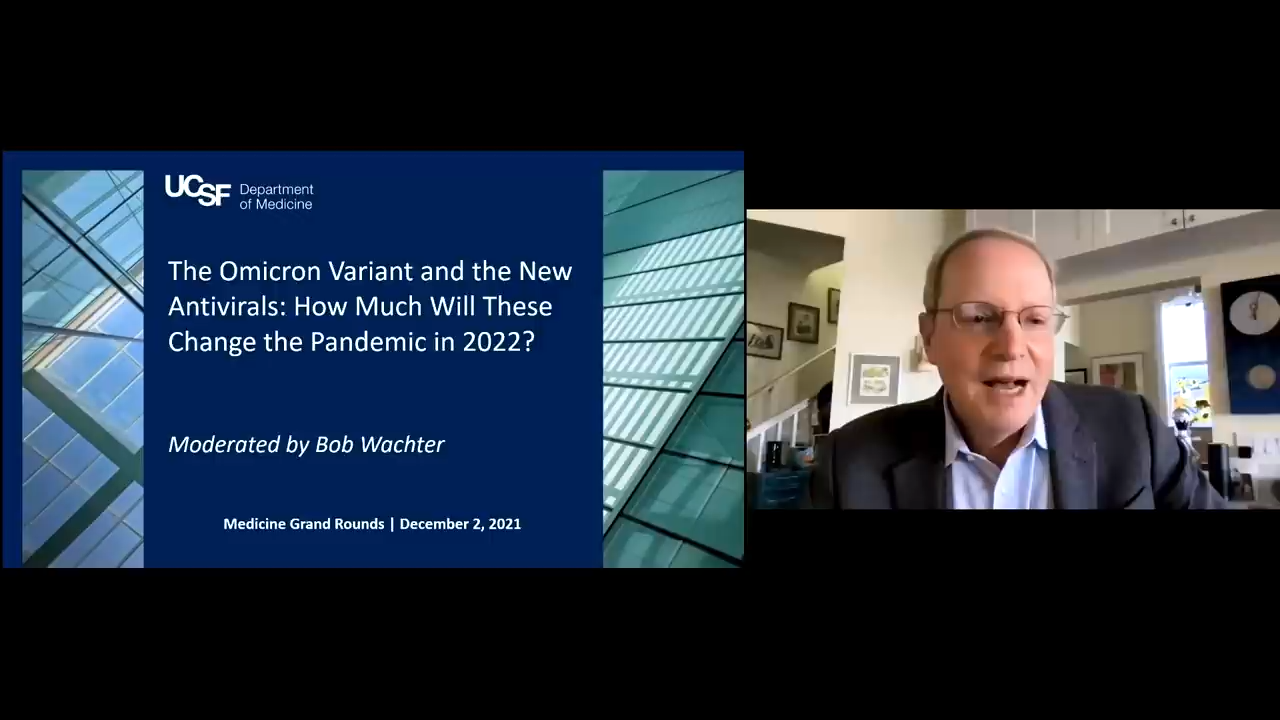 UCSF
Department
of Medicine
The Omicron Variant and the New
Antivirals: How Much Will These
Change the Pandemic in 2022?
Moderated by Bob Wachter
Medicine Grand Rounds | December 2, 2021